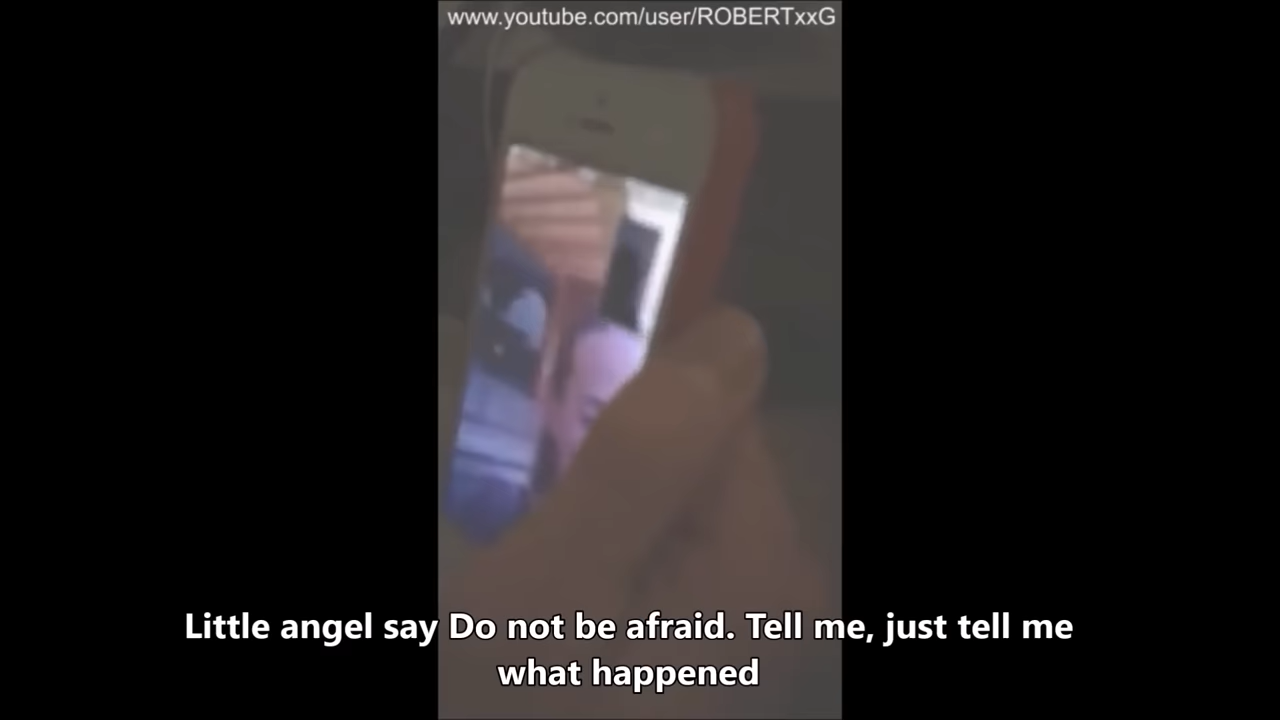 www.youtube.com/user/ROBERTxxG
Little angel say Do not be afraid. Tell me, just tell me
what happened